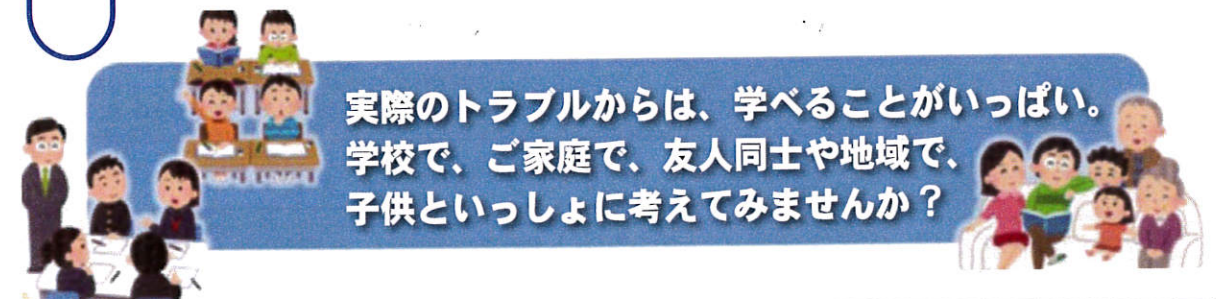 実際のトラブルからは、学べることがいっぱい。
学校で、ご家庭で、友人同士や地域で、
子供といっしょに考えてみませんか？